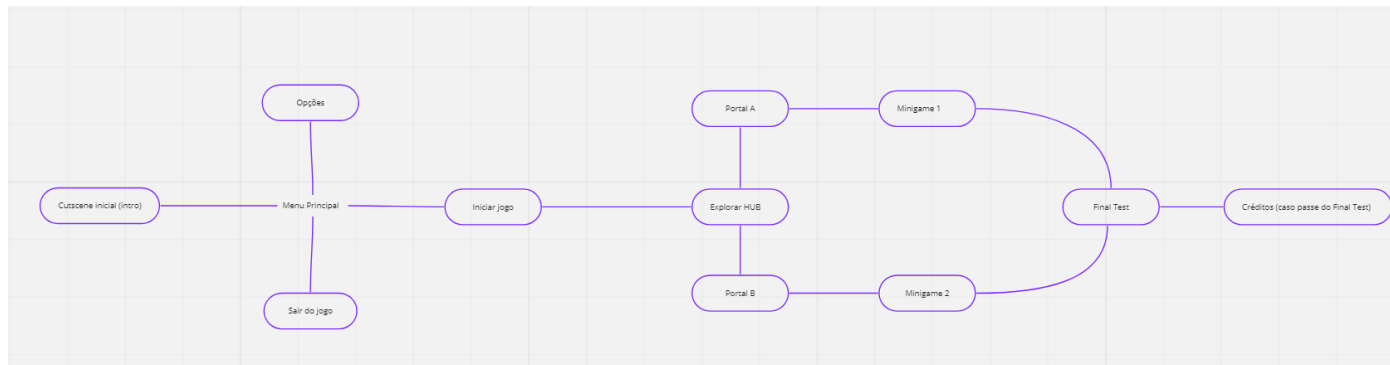 Opções
Cutscene inicial (intro)
Menu Principal
Iniciar jogo
Sair do jogo
Portal A
Minigame 1
Explorar HUB
Portal B
Minigame 2
Final Test
Créditos (caso passe do Final Test)